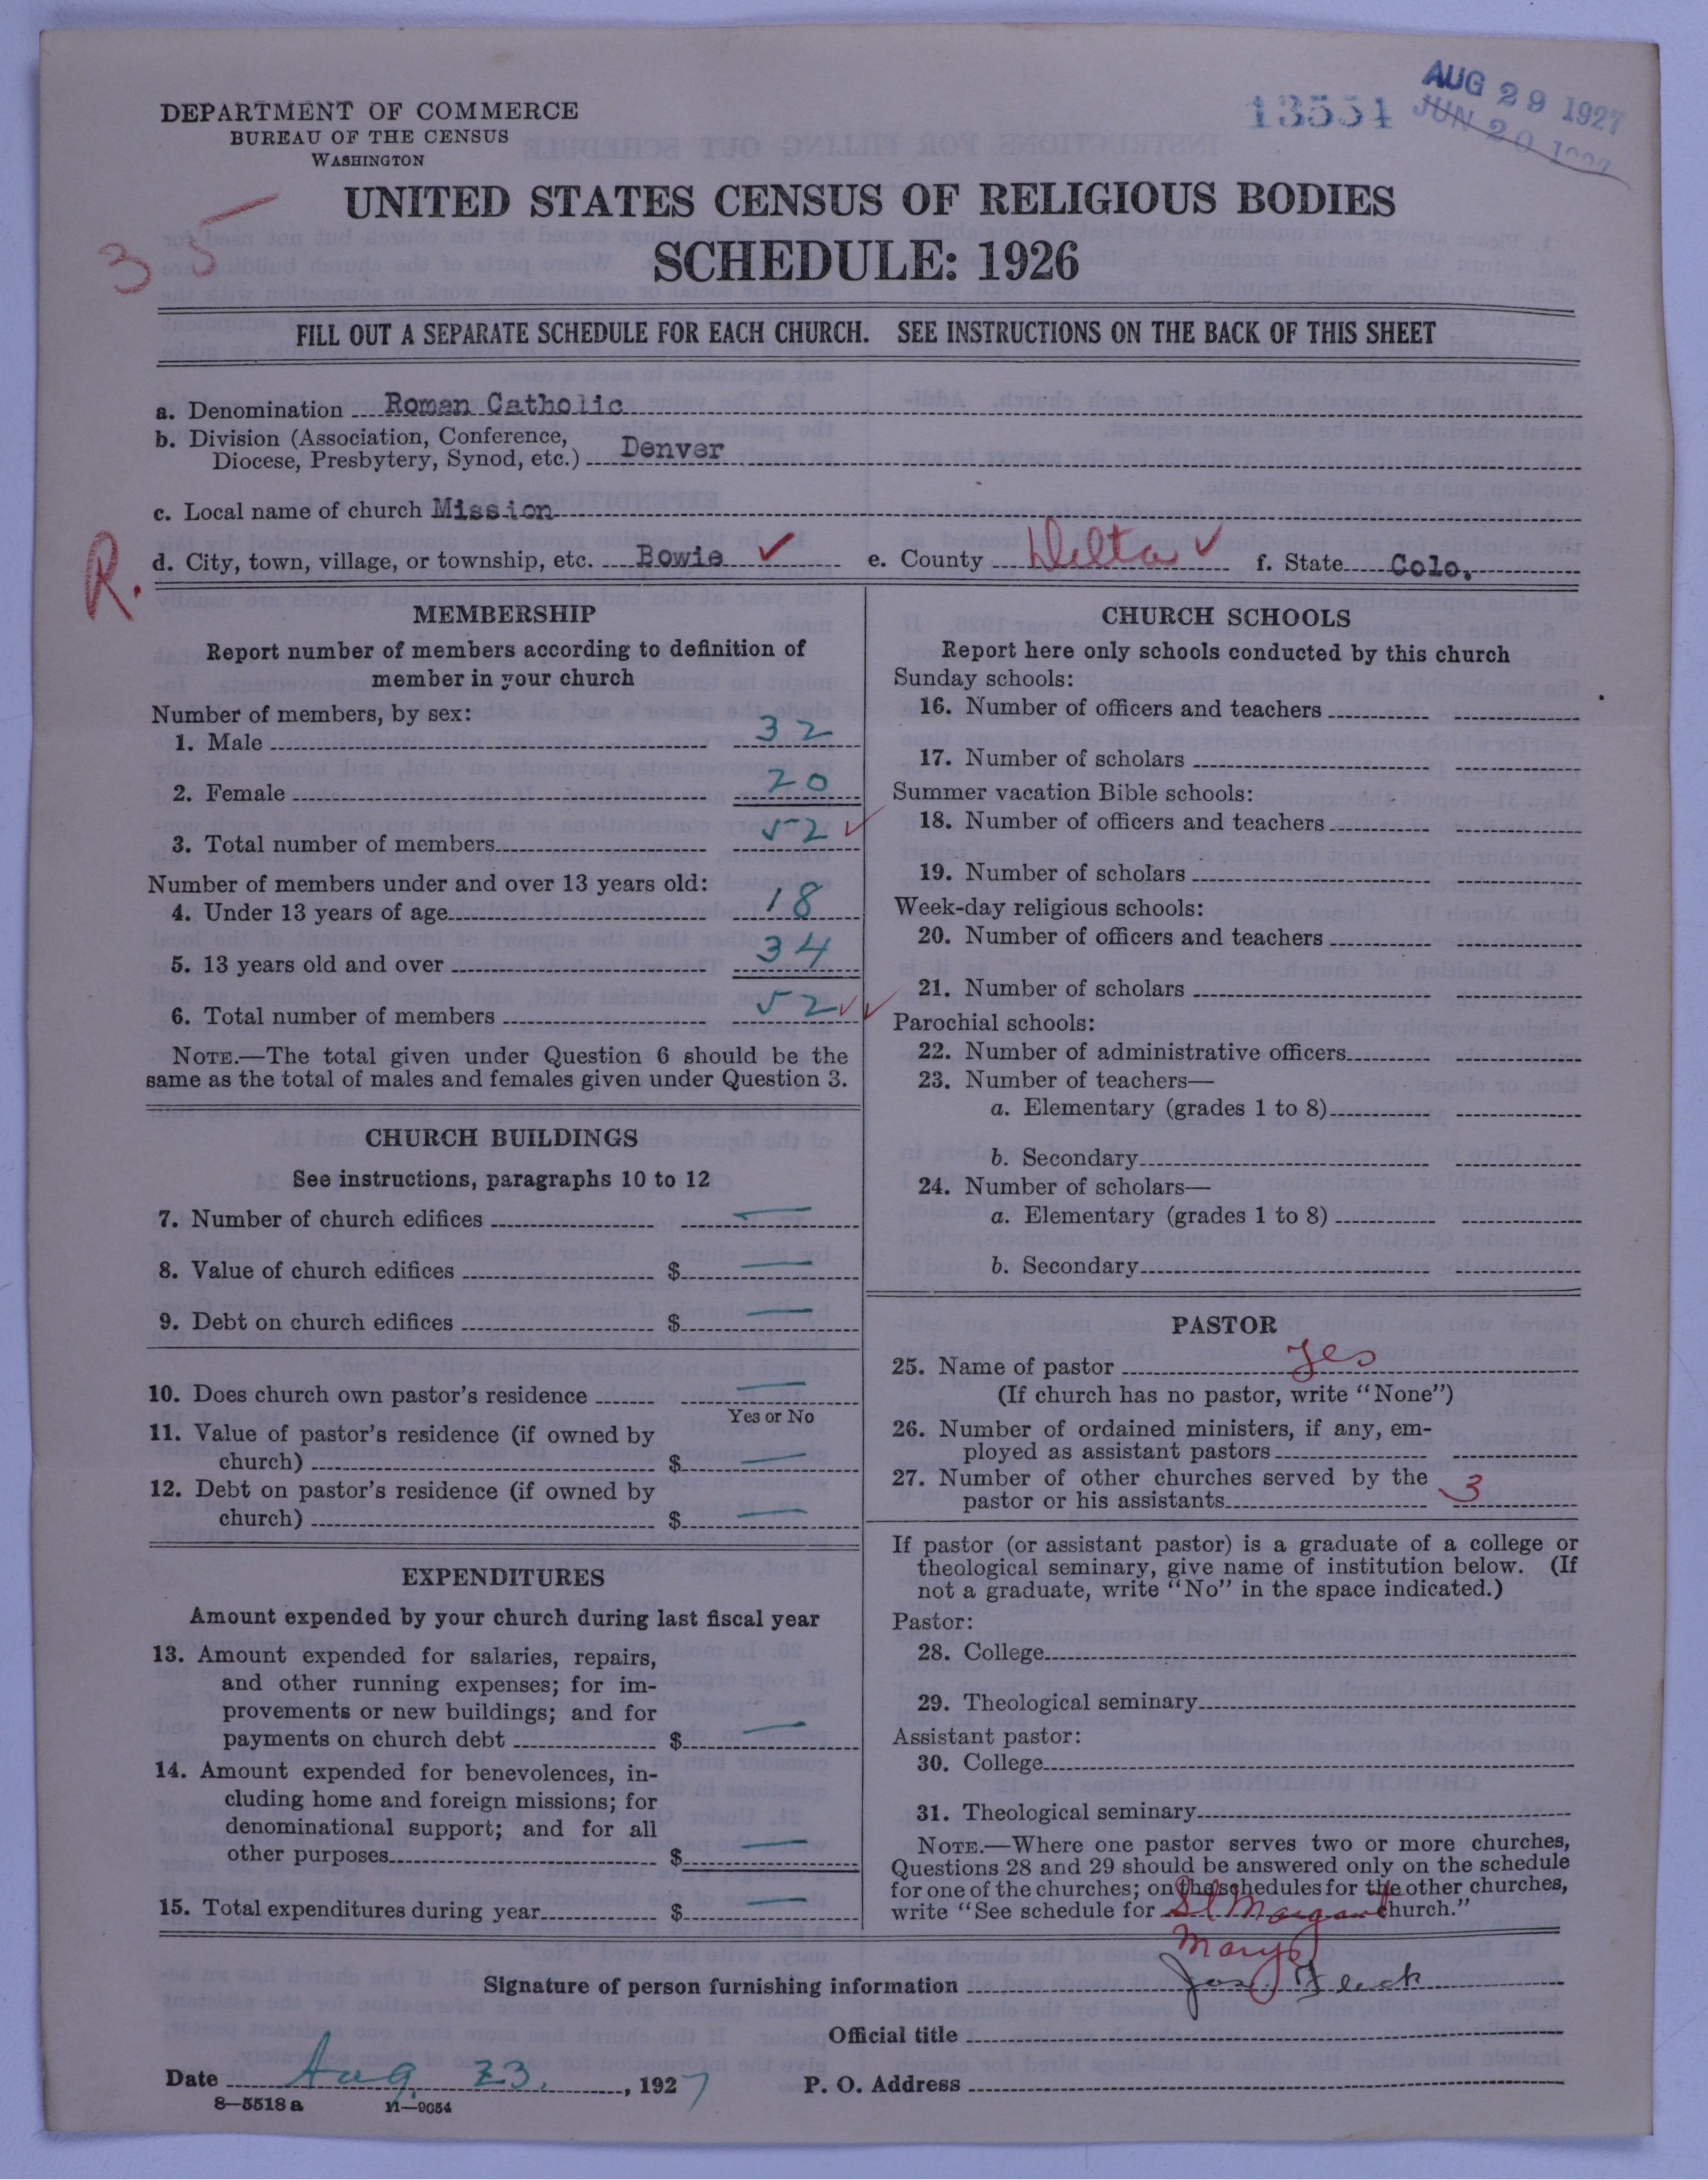 DEPARTMENT OF COMMERCE
BUREAU OF THE CENSUS
WASHINGTON
13551
AUG 29 1927
JUN 20 1927
35
UNITED STATES CENSUS OF RELIGIOUS BODIES
SCHEDULE: 1926
FILL OUT A SEPARATE SCHEDULE FOR EACH CHURCH. SEE INSTRUCTIONS ON THE BACK OF THIS SHEET
a. Denomination Roman Catholic
b. Division (Association, Conference,
Diocese, Presbytery, Synod, etc.) Denver
c. Local name of church Mission
R.
d. City, town, village, or township, etc. Bowie ✓ e. County Delta ✓ f. State Colo.
MEMBERSHIP
Report number of members according to definition of
member in your church
Number of members, by sex:
1. Male 32
2. Female 20
3. Total number of members 52 ✓
Number of members under and over 13 years old:
4. Under 13 years of age 18
5. 13 years old and over 34
6. Total number of members 52 ✓✓
NOTE.—The total given under Question 6 should be the
same as the total of males and females given under Question 3.
CHURCH BUILDINGS
See instructions, paragraphs 10 to 12
7. Number of church edifices —
8. Value of church edifices $ —
9. Debt on church edifices $ —
10. Does church own pastor's residence —
Yes or No
11. Value of pastor's residence (if owned by
church) $ —
12. Debt on pastor's residence (if owned by
church) $ —
EXPENDITURES
Amount expended by your church during last fiscal year
13. Amount expended for salaries, repairs,
and other running expenses; for im-
provements or new buildings; and for
payments on church debt $ —
14. Amount expended for benevolences, in-
cluding home and foreign missions; for
denominational support; and for all
other purposes $ —
15. Total expenditures during year $ —
CHURCH SCHOOLS
Report here only schools conducted by this church
Sunday schools:
16. Number of officers and teachers
17. Number of scholars
Summer vacation Bible schools:
18. Number of officers and teachers
19. Number of scholars
Week-day religious schools:
20. Number of officers and teachers
21. Number of scholars
Parochial schools:
22. Number of administrative officers
23. Number of teachers—
a. Elementary (grades 1 to 8)
b. Secondary
24. Number of scholars—
a. Elementary (grades 1 to 8)
b. Secondary
PASTOR
25. Name of pastor Yes
(If church has no pastor, write "None")
26. Number of ordained ministers, if any, em-
ployed as assistant pastors
27. Number of other churches served by the
pastor or his assistants 3
If pastor (or assistant pastor) is a graduate of a college or
theological seminary, give name of institution below. (If
not a graduate, write "No" in the space indicated.)
Pastor:
28. College
29. Theological seminary
Assistant pastor:
30. College
31. Theological seminary
NOTE.—Where one pastor serves two or more churches,
Questions 28 and 29 should be answered only on the schedule
for one of the churches; on the schedules for the other churches,
write "See schedule for St Margaret church."
Marys
Signature of person furnishing information Jos. Fleck
Official title
Date Aug. 23, 1927 P. O. Address
8—5518a 11—9054